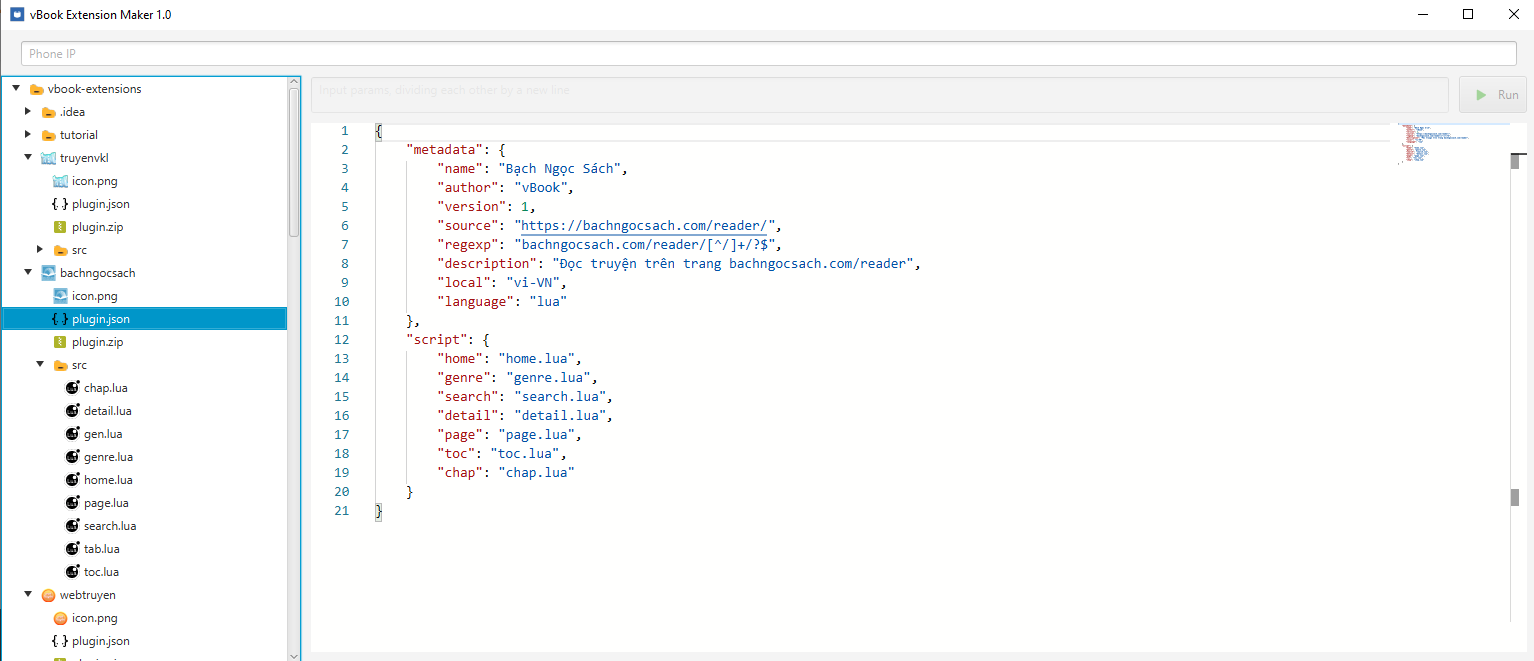 vBook Extension Maker 1.0
Phone IP
vbook-extensions
.idea
tutorial
truyenvkl
icon.png
plugin.json
plugin.zip
src
bachngocsach
icon.png
plugin.json
plugin.zip
src
chap.lua
detail.lua
gen.lua
genre.lua
home.lua
page.lua
search.lua
tab.lua
toc.lua
webtruyen
icon.png
plugin.json
Input params, dividing each other by a new line
Run
1 {
2 "metadata": {
3 "name": "Bạch Ngọc Sách",
4 "author": "vBook",
5 "version": 1,
6 "source": "https://bachngocsach.com/reader/",
7 "regexp": "bachngocsach.com/reader/[^/]+/?$",
8 "description": "Đọc truyện trên trang bachngocsach.com/reader",
9 "local": "vi-VN",
10 "language": "lua"
11 },
12 "script": {
13 "home": "home.lua",
14 "genre": "genre.lua",
15 "search": "search.lua",
16 "detail": "detail.lua",
17 "page": "page.lua",
18 "toc": "toc.lua",
19 "chap": "chap.lua"
20 }
21 }